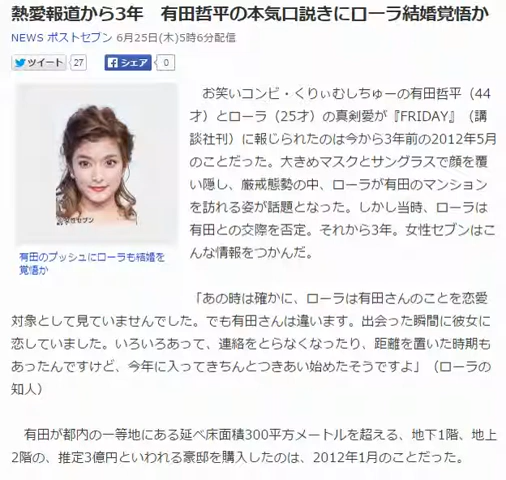 熱愛報道から3年　有田哲平の本気口説きにローラ結婚覚悟か
NEWS ポストセブン 6月25日(木)5時6分配信
ツイート 27 シェア 0
お笑いコンビ・くりぃむしちゅーの有田哲平（44
才）とローラ（25才）の真剣愛が『FRIDAY』（講
談社刊）に報じられたのは今から3年前の2012年5月
のことだった。大きめマスクとサングラスで顔を覆
い隠し、厳戒態勢の中、ローラが有田のマンション
を訪れる姿が話題となった。しかし当時、ローラは
有田との交際を否定。それから3年。女性セブンはこ
んな情報をつかんだ。
女性セブン
有田のプッシュにローラも結婚を
覚悟か
「あの時は確かに、ローラは有田さんのことを恋愛
対象として見ていませんでした。でも有田さんは違います。出会った瞬間に彼女に
恋していました。いろいろあって、連絡をとらなくなったり、距離を置いた時期も
あったんですけど、今年に入ってきちんとつきあい始めたそうですよ」（ローラの
知人）
有田が都内の一等地にある延べ床面積300平方メートルを超える、地下1階、地上
2階の、推定3億円といわれる豪邸を購入したのは、2012年1月のことだった。